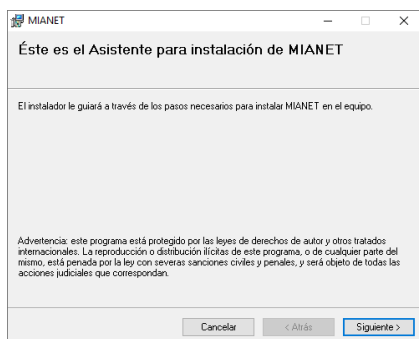 MIANET
Éste es el Asistente para instalación de MIANET
El instalador le guiará a través de los pasos necesarios para instalar MIANET en el equipo.
Advertencia: este programa está protegido por las leyes de derechos de autor y otros tratados
internacionales. La reproducción o distribución ilícitas de este programa, o de cualquier parte del
mismo, está penada por la ley con severas sanciones civiles y penales, y será objeto de todas las
acciones judiciales que correspondan.
Cancelar < Atrás Siguiente >